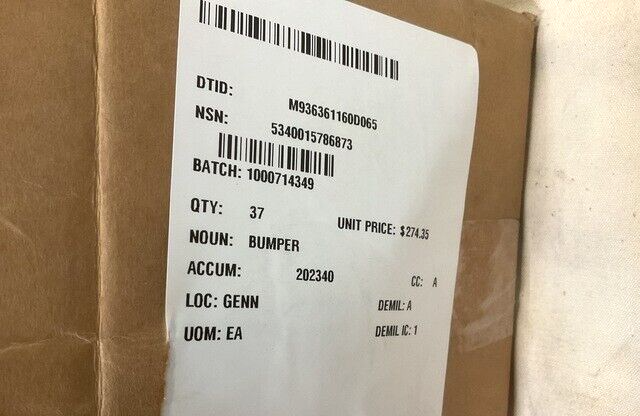 DTID: M936361160D065
NSN: 5340015786873
BATCH: 1000714349
QTY: 37 UNIT PRICE: $274.35
NOUN: BUMPER
ACCUM: 202340 CC: A
LOC: GENN DEMIL: A
UOM: EA DEMIL IC: 1